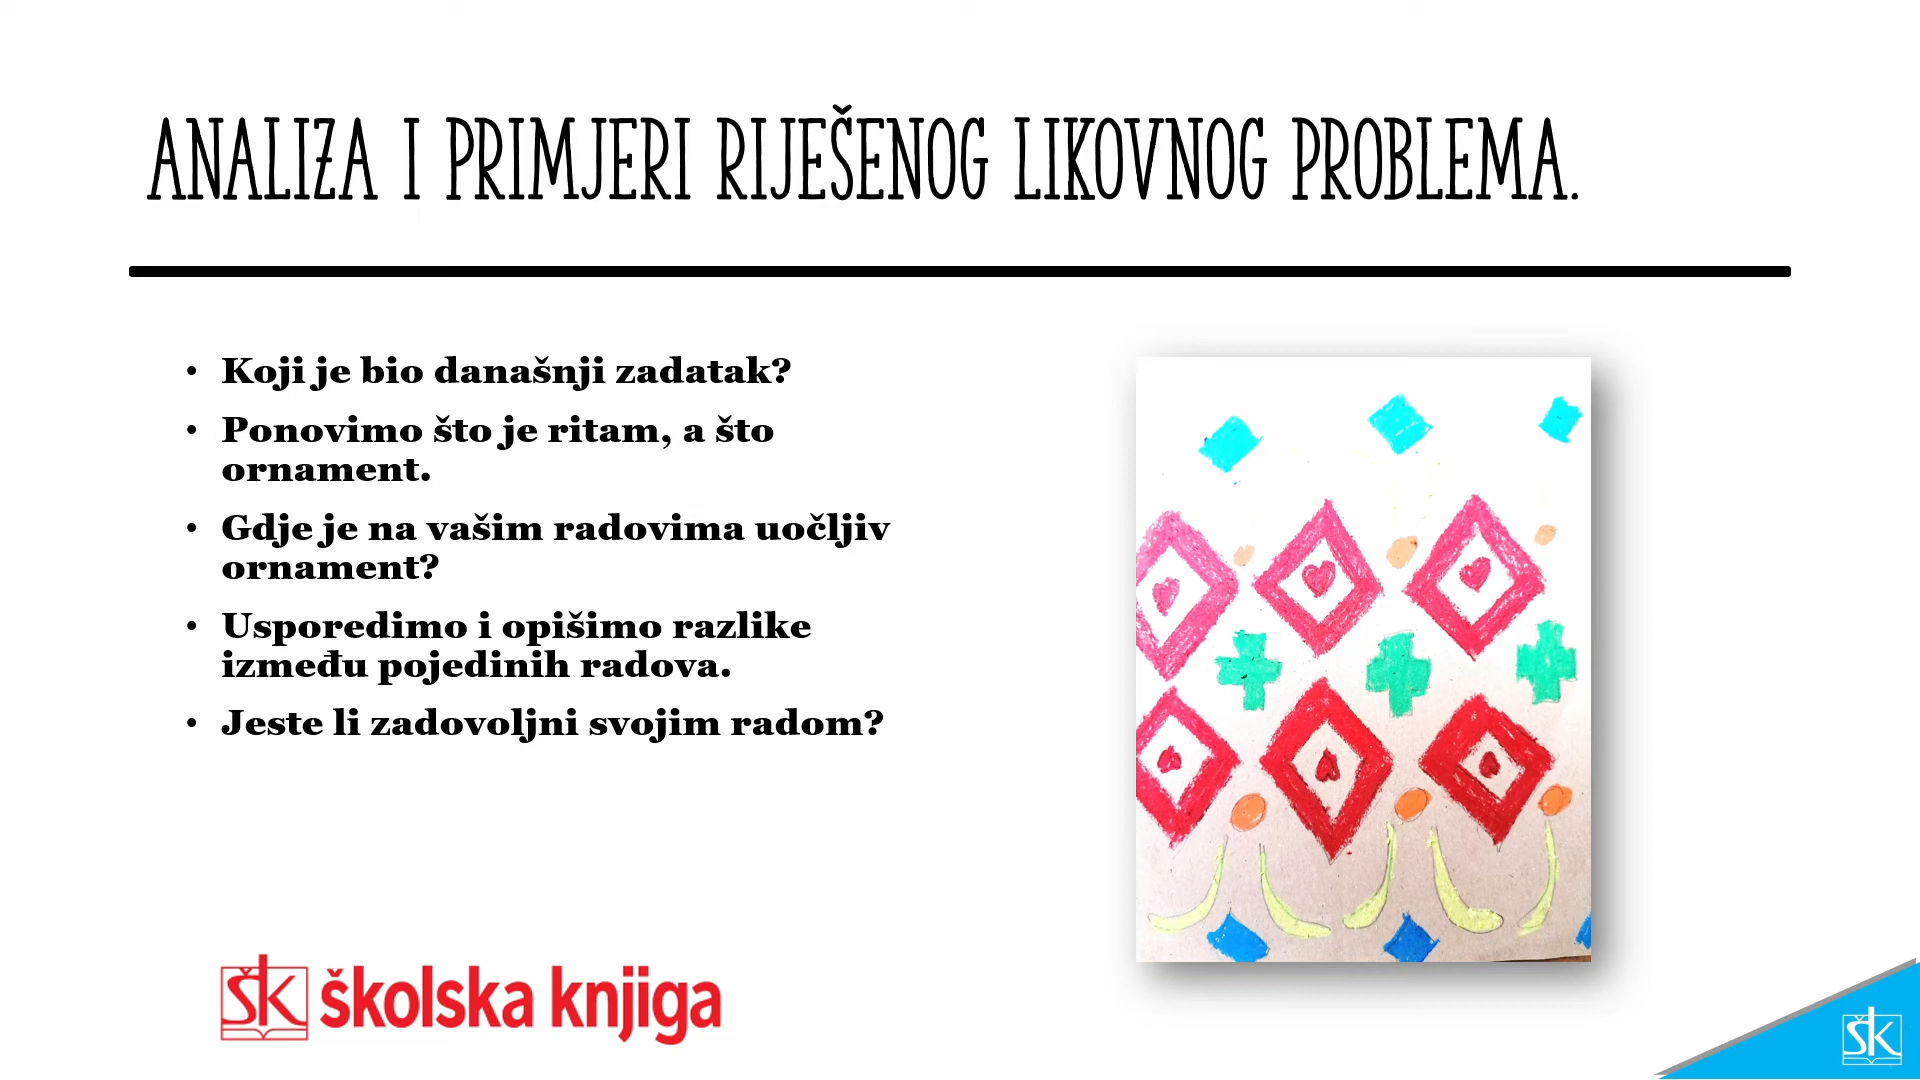 ANALIZA I PRIMJERI RIJEŠENOG LIKOVNOG PROBLEMA.
• Koji je bio današnji zadatak?
• Ponovimo što je ritam, a što
ornament.
• Gdje je na vašim radovima uočljiv
ornament?
• Usporedimo i opišimo razlike
između pojedinih radova.
• Jeste li zadovoljni svojim radom?
ŠK školska knjiga
ŠK